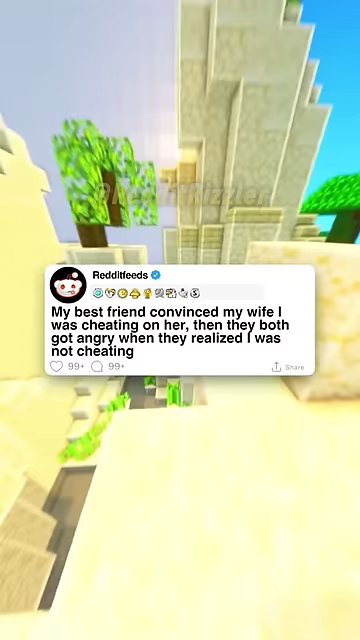 Redditfeeds
My best friend convinced my wife I
was cheating on her, then they both
got angry when they realized I was
not cheating
99+ 99+ Share